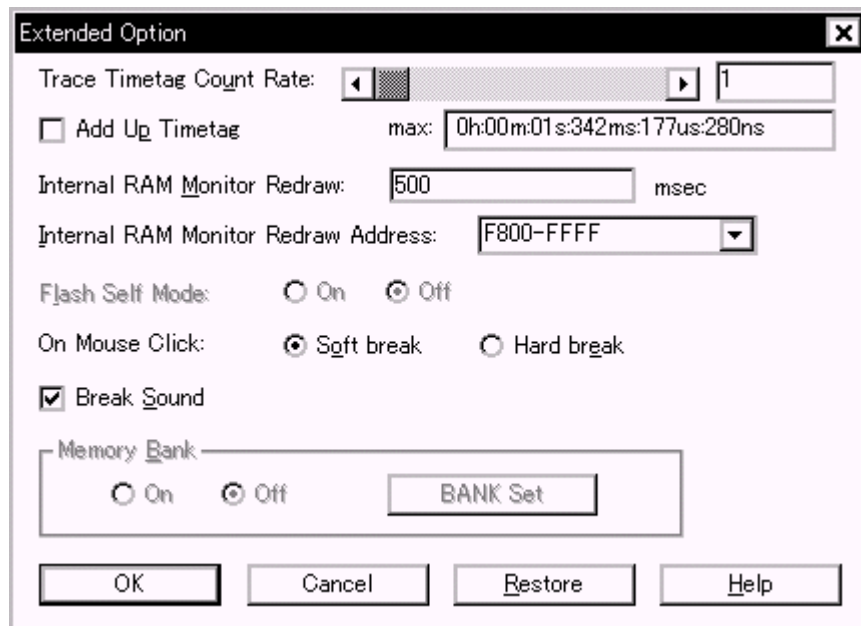 Extended Option
Trace Timetag Count Rate: 1
Add Up Timetag max: 0h:00m:01s:342ms:177us:280ns
Internal RAM Monitor Redraw: 500 msec
Internal RAM Monitor Redraw Address: F800-FFFF
Flash Self Mode: On Off
On Mouse Click: Soft break Hard break
Break Sound
Memory Bank
On Off BANK Set
OK Cancel Restore Help